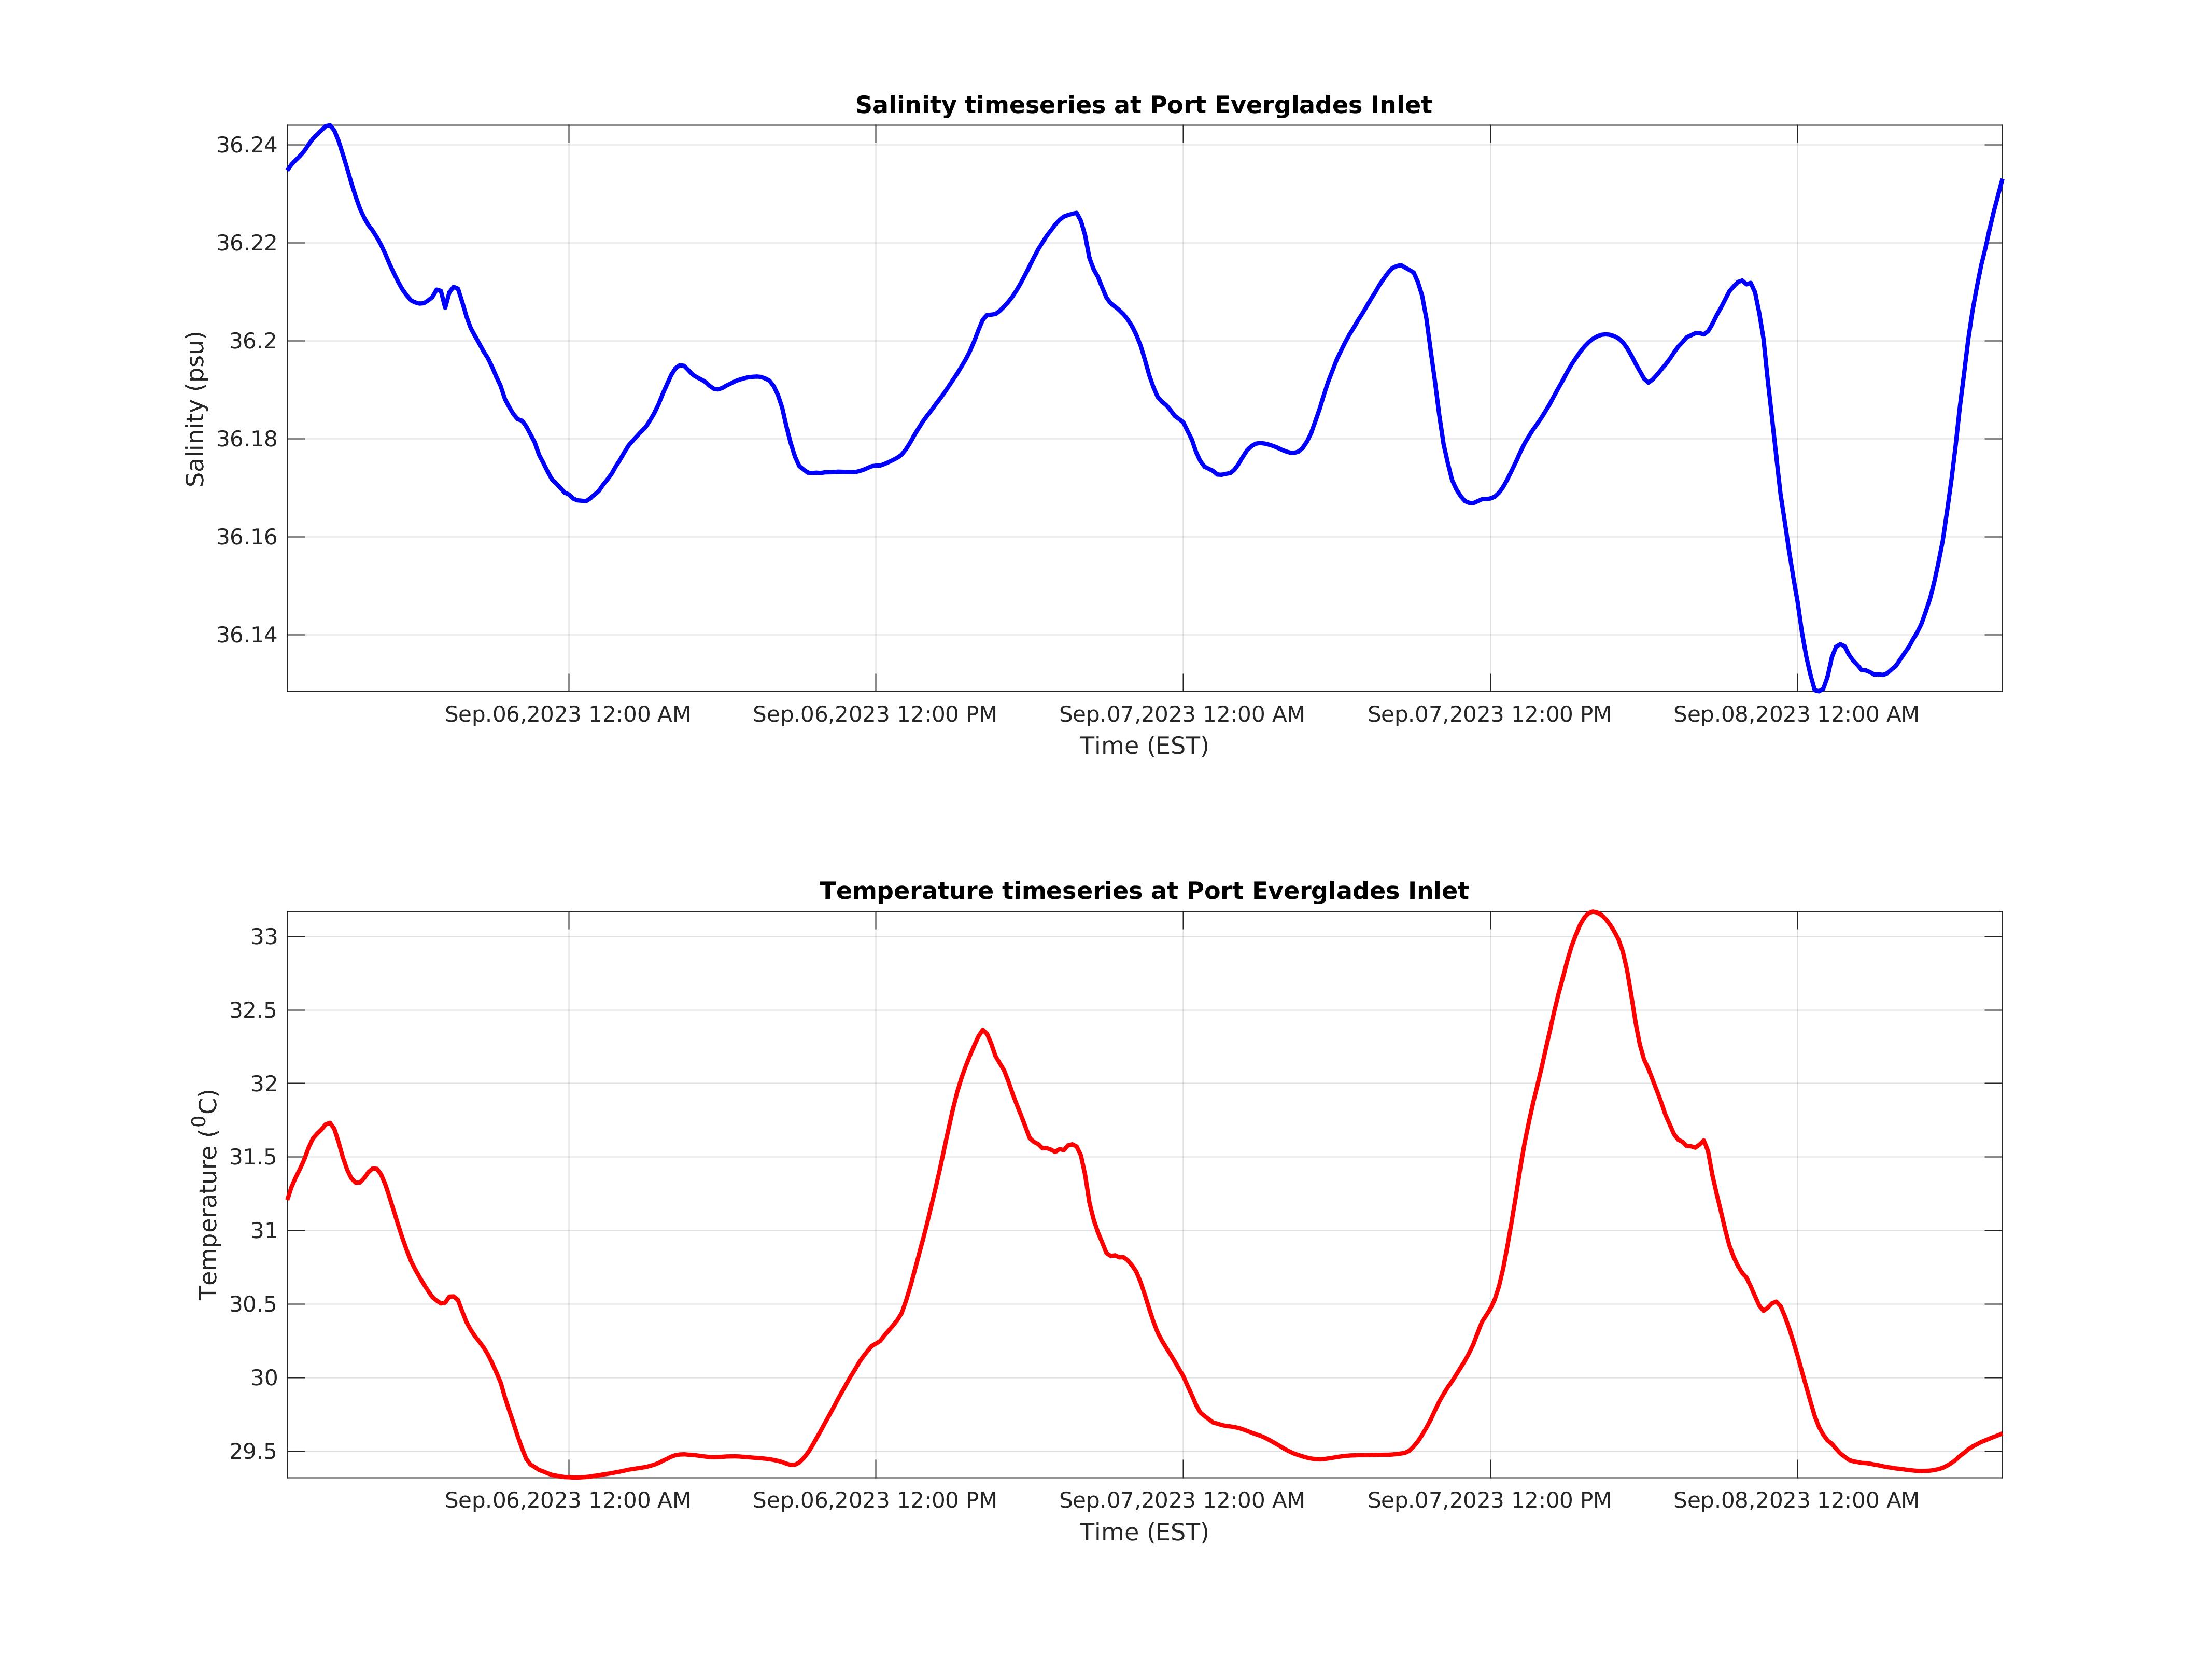 Salinity timeseries at Port Everglades Inlet
36.24
36.22
36.2
36.18
36.16
36.14
Salinity (psu)
Sep.06,2023 12:00 AM Sep.06,2023 12:00 PM Sep.07,2023 12:00 AM Sep.07,2023 12:00 PM Sep.08,2023 12:00 AM
Time (EST)
Temperature timeseries at Port Everglades Inlet
33
32.5
32
31.5
31
30.5
30
29.5
Temperature (⁰C)
Sep.06,2023 12:00 AM Sep.06,2023 12:00 PM Sep.07,2023 12:00 AM Sep.07,2023 12:00 PM Sep.08,2023 12:00 AM
Time (EST)